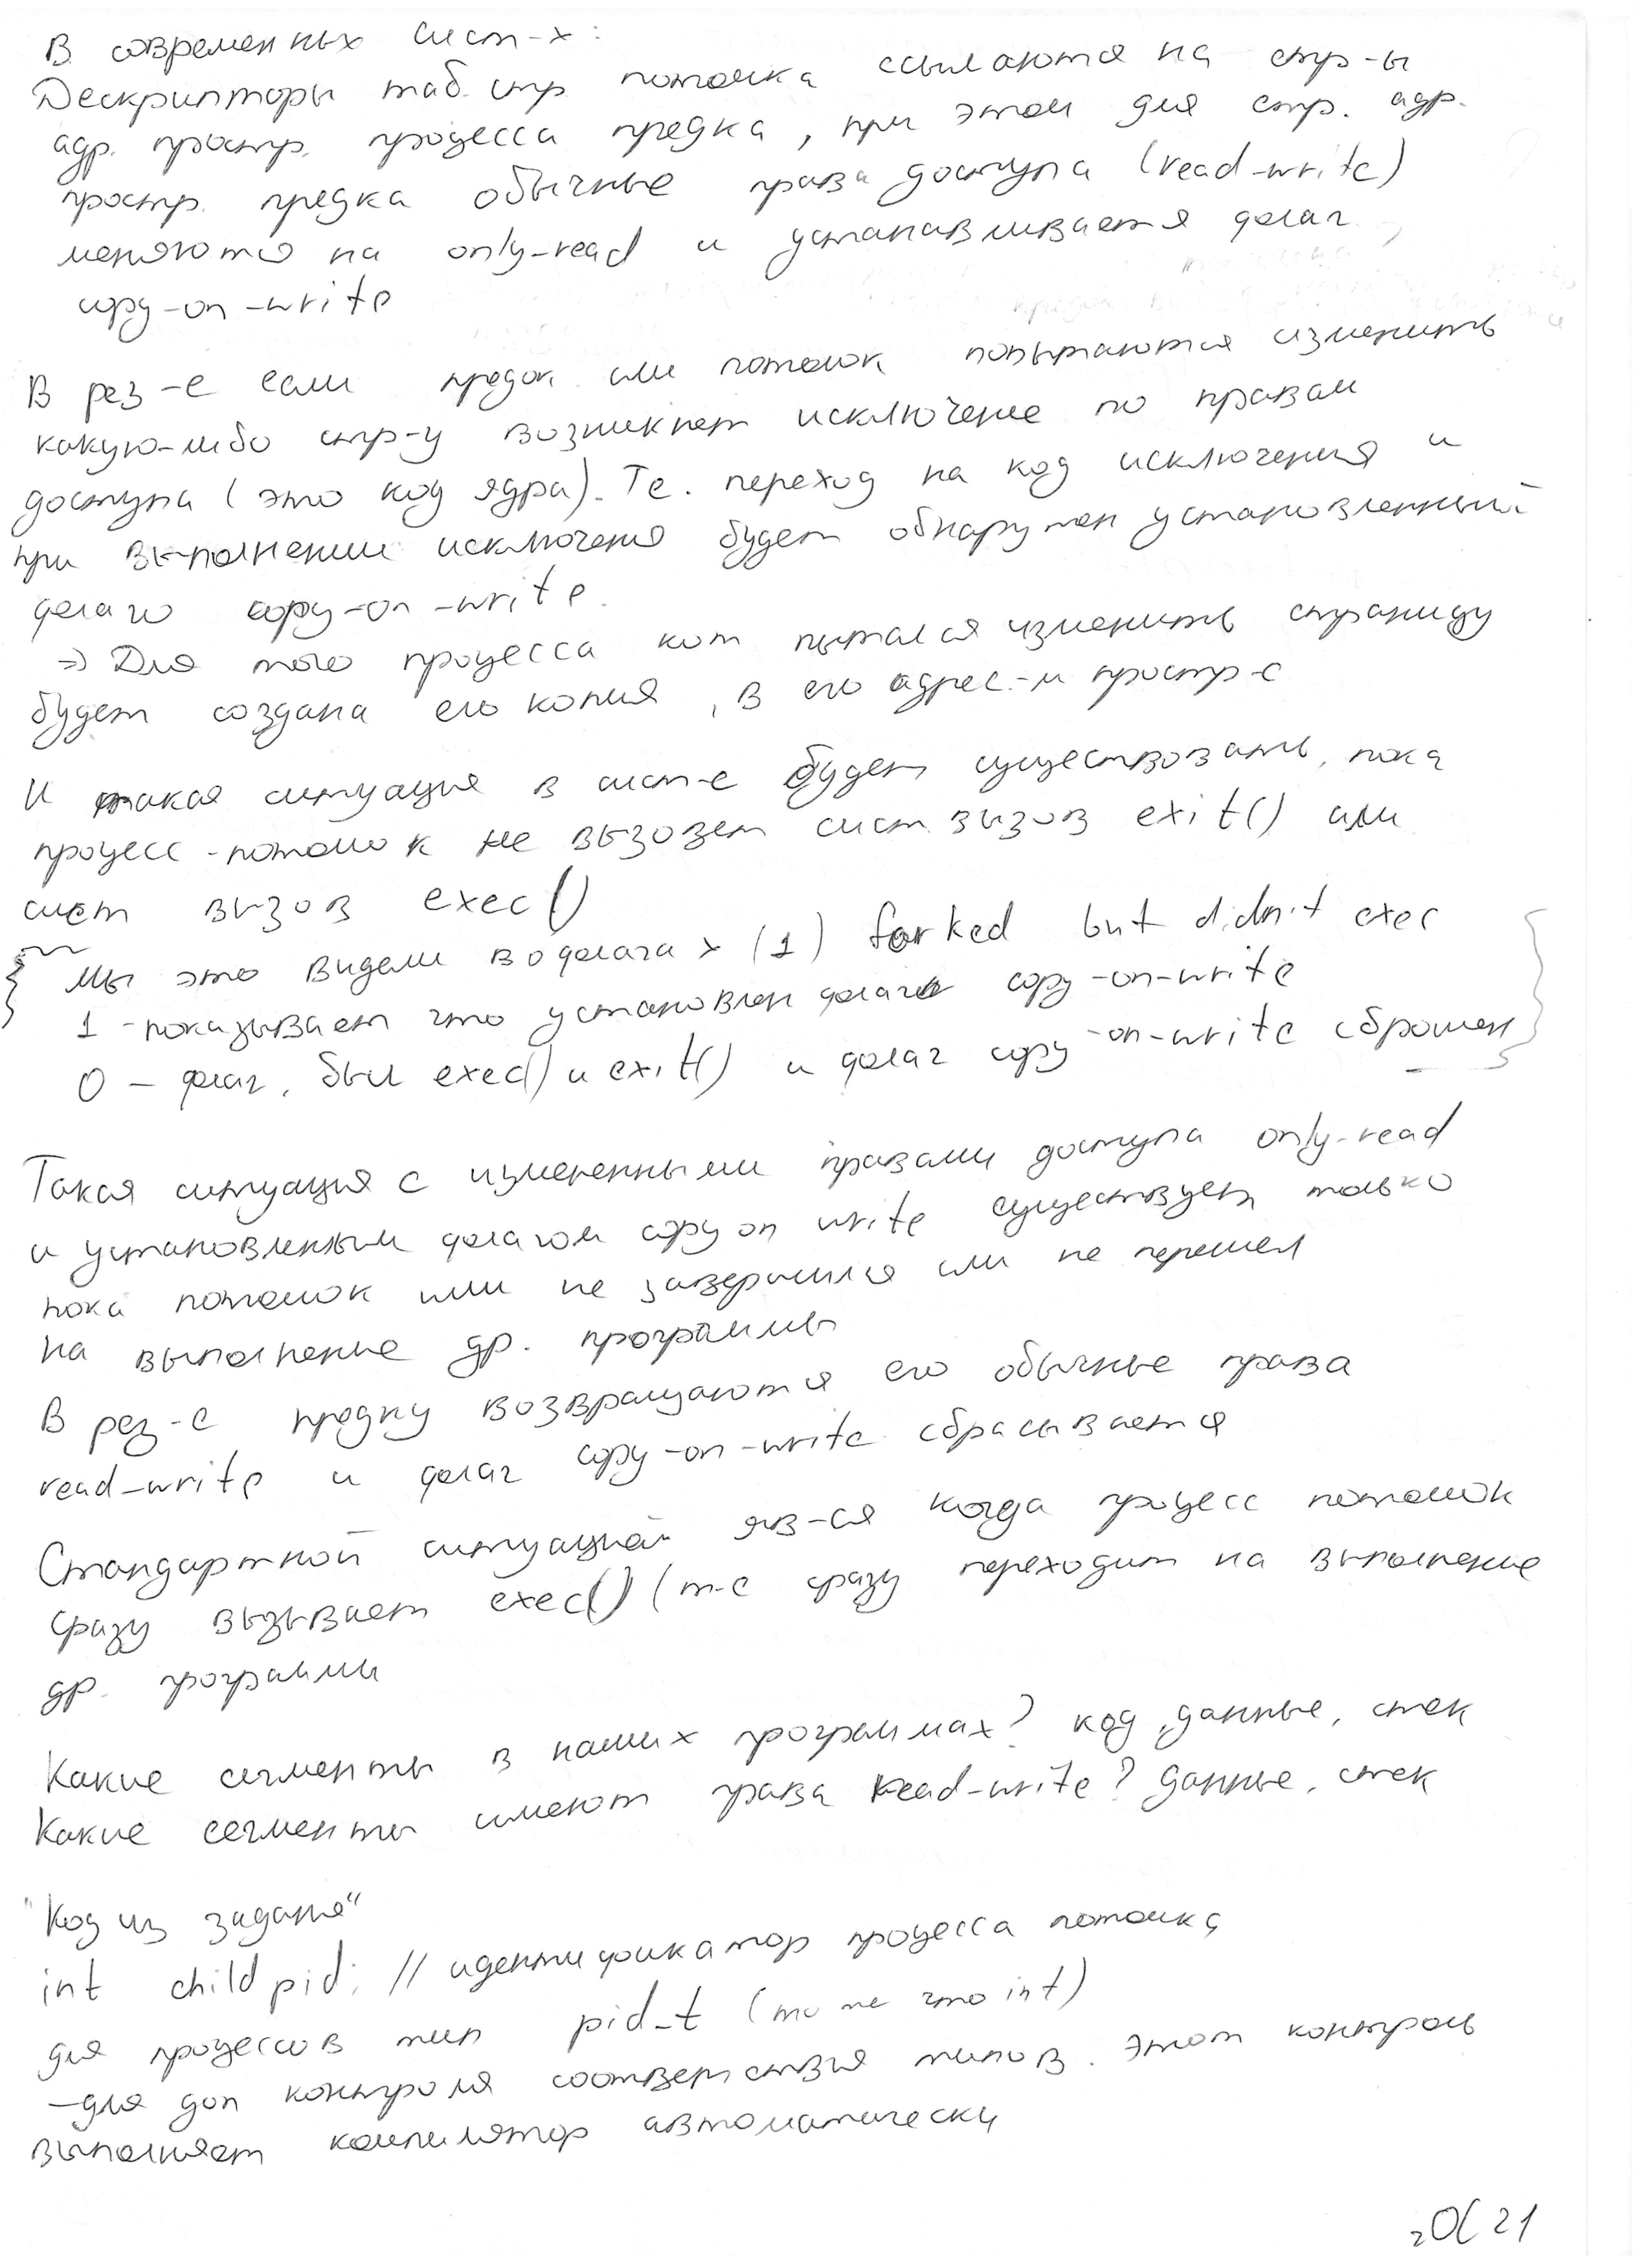 В современных сист-х:
Дескрипторы таб. стр. потомка ссылаются на стр-ы
адр. простр. процесса предка, при этом для стр. адр.
простр. предка обычные права доступа (read-write)
меняются на only-read и устанавливается флаг
copy-on-write
В рез-е если предок или потомок попытаются изменить
какую-либо стр-у возникнет исключение по правам
доступа (это код ядра). Т.е. переход на код исключения и
при выполнении исключения будет обнаружен установленный
флаг copy-on-write.
=> Для того процесса кот пытался изменить страницу
будет создана его копия, в его адрес.-м простр-е
И такая ситуация в сист-е будет существовать, пока
процесс-потомок не вызовет сист. вызов exit() или
сист вызов exec()
Мы это видели во флагах (1) forked but didn't exec
1 - показывает что установлен флаг copy-on-write
0 - флаг, был exec() и exit() и флаг copy-on-write сброшен
Такая ситуация с измененными правами доступа only-read
и установленным флагом copy on write существует только
пока потомок или не завершился или не перешел
на выполнение др. программы
В рез-е предку возвращаются его обычные права
read-write и флаг copy-on-write сбрасывается
Стандартной ситуацией яв-ся когда процесс потомок
сразу вызывает exec() (т-е сразу переходит на выполнение
др. программы
Какие сегменты в наших программах? код, данные, стек
Какие сегменты имеют права read-write? данные, стек
"Код из задания"
int childpid; // идентификатор процесса потомка
для процессов тип pid_t (то же что int)
-для доп контроля соответствия типов. Этот контроль
выполняет компилятор автоматически
21